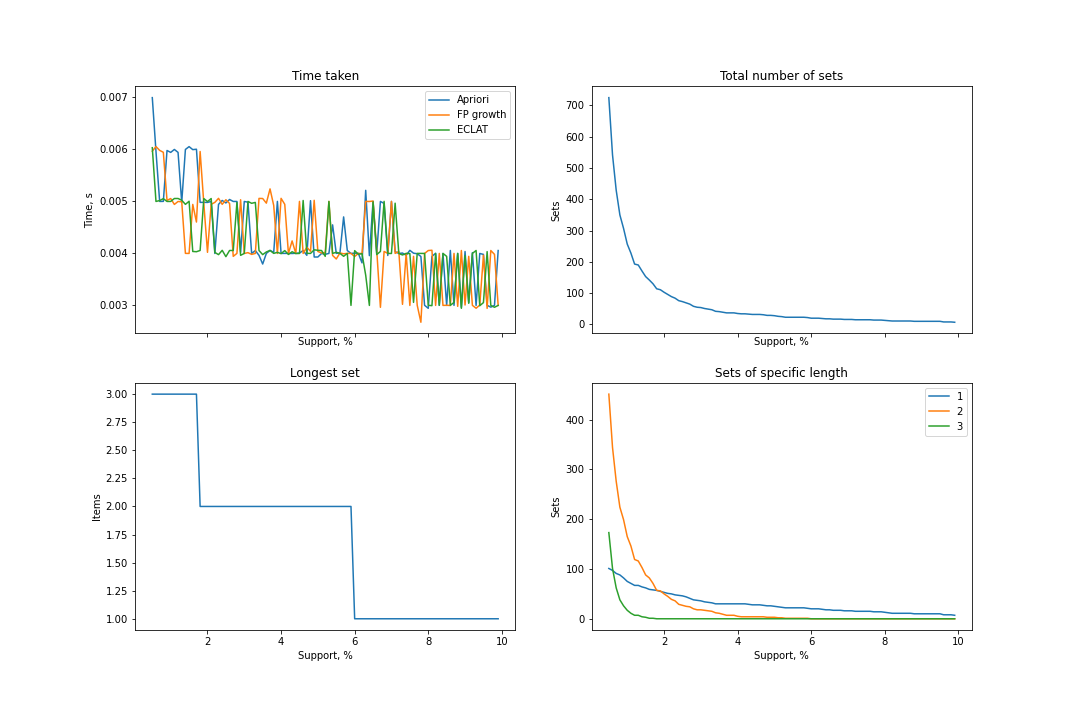 Time taken
Time, s
0.007
0.006
0.005
0.004
0.003
Apriori
FP growth
ECLAT
Support, %
Total number of sets
Sets
700
600
500
400
300
200
100
0
Support, %
Longest set
Items
3.00
2.75
2.50
2.25
2.00
1.75
1.50
1.25
1.00
2 4 6 8 10
Support, %
Sets of specific length
Sets
400
300
200
100
0
1
2
3
2 4 6 8 10
Support, %